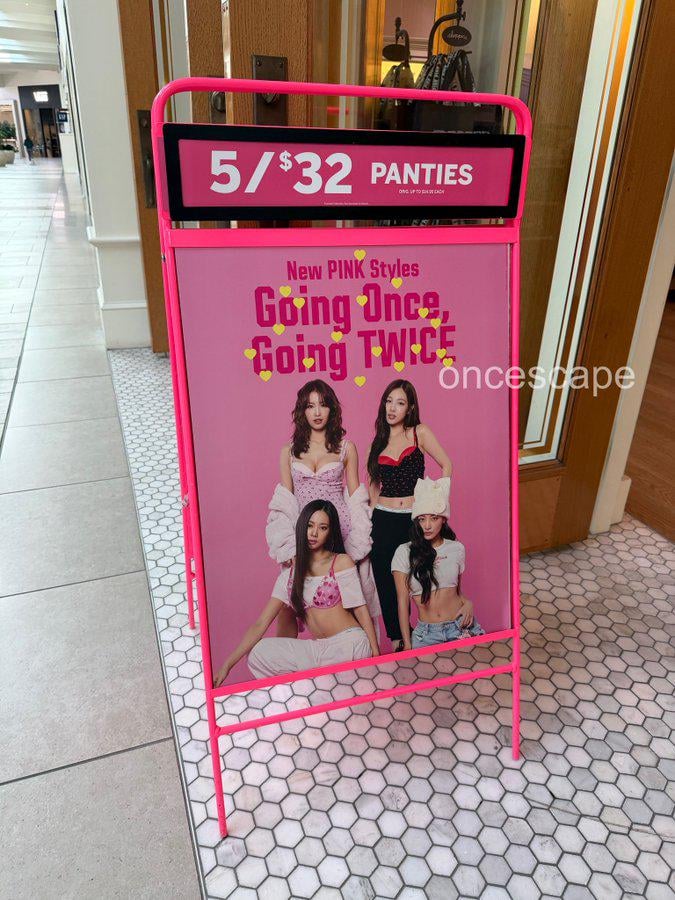 5/$32 PANTIES
New PINK Styles
Going Once,
Going TWICE
oncescape